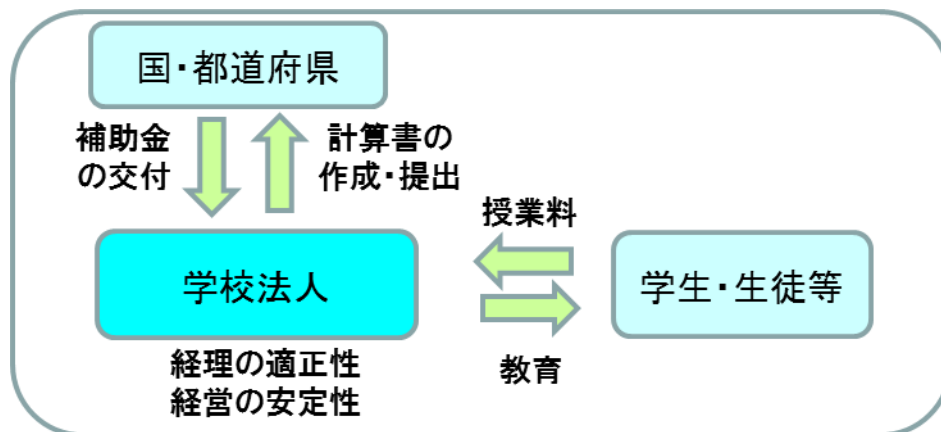 国・都道府県
補助金
の交付
計算書の
作成・提出
授業料
学校法人
学生・生徒等
教育
経理の適正性
経営の安定性